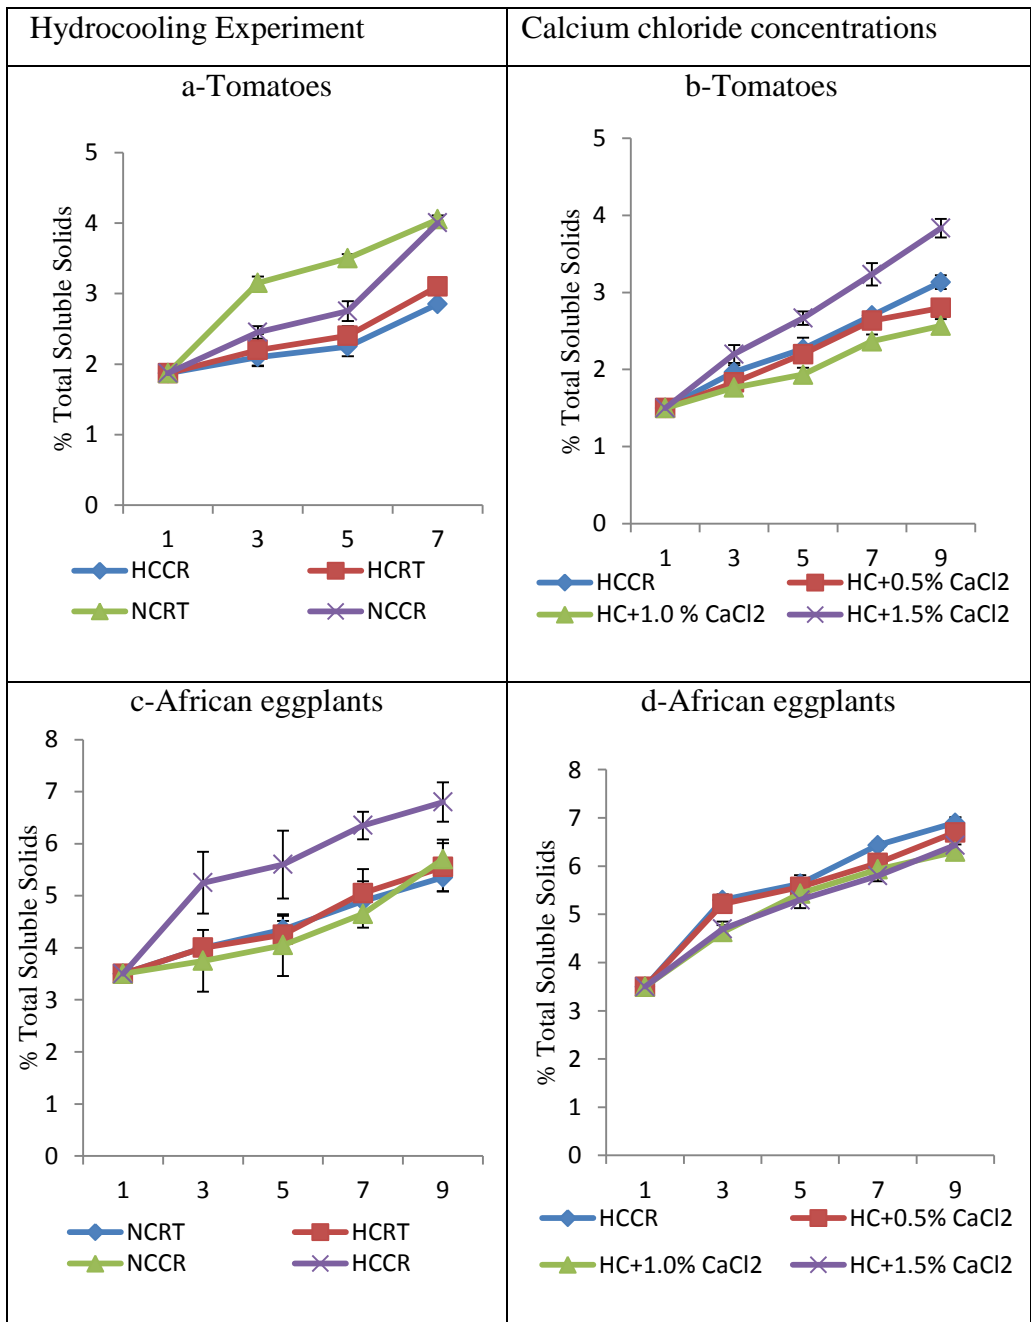 Hydrocooling Experiment
Calcium chloride concentrations
a-Tomatoes
% Total Soluble Solids
5
4
3
2
1
0
1 3 5 7
HCCR HCRT
NCRT NCCR
b-Tomatoes
% Total Soluble Solids
5
4
3
2
1
0
1 3 5 7 9
HCCR HC+0.5% CaCl2
HC+1.0 % CaCl2 HC+1.5% CaCl2
c-African eggplants
% Total Soluble Solids
8
7
6
5
4
3
2
1
0
1 3 5 7 9
NCRT HCRT
NCCR HCCR
d-African eggplants
% Total Soluble Solids
8
7
6
5
4
3
2
1
0
1 3 5 7 9
HCCR HC+0.5% CaCl2
HC+1.0% CaCl2 HC+1.5% CaCl2